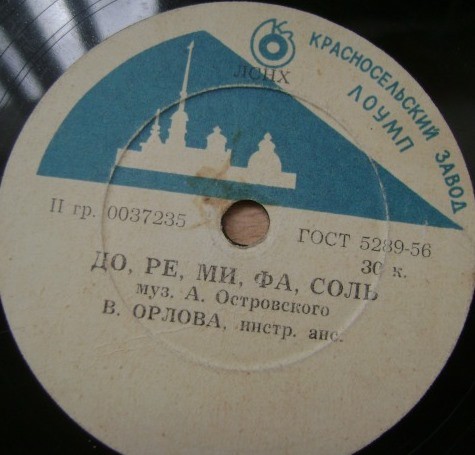 КРАСНОСЕЛЬСКИЙ ЗАВОД
ЛОУМП
ЛСНХ
II гр. 0037235
ГОСТ 5289-56
30 к.
ДО, РЕ, МИ, ФА, СОЛЬ
муз. А. Островского
В. ОРЛОВА, инстр. анс.